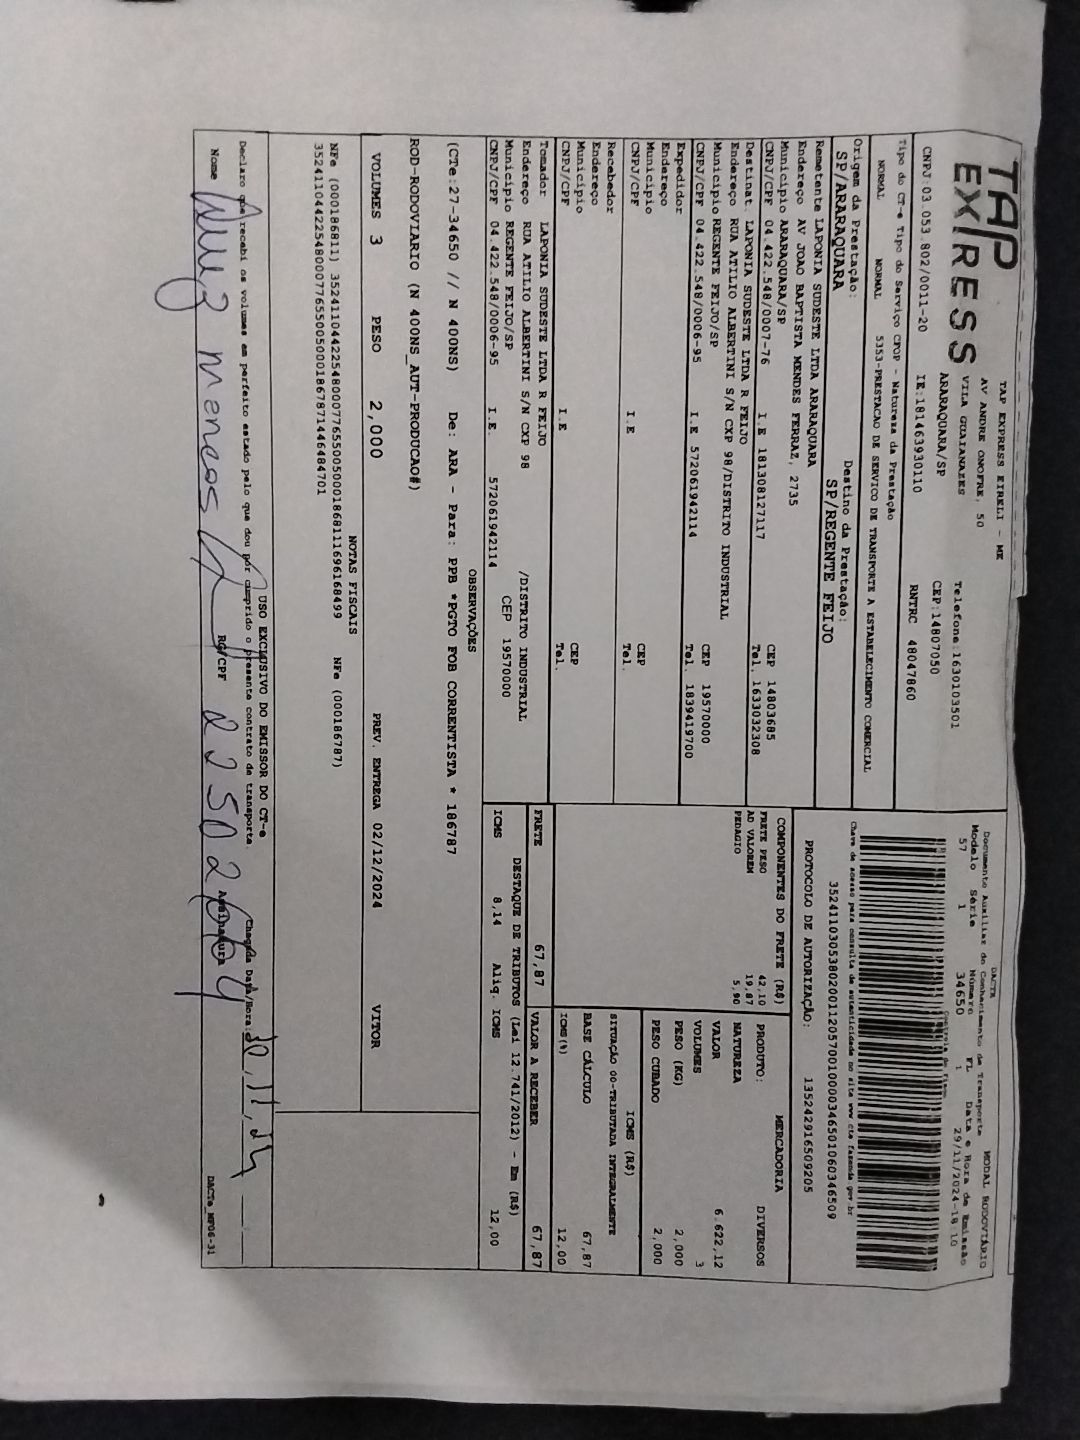 TAP
EXPRESS
TAP EXPRESS EIRELI - ME
AV ANDRE ONOFRE, 50
VILA GUAIANAZES
ARARAQUARA/SP
Telefone:1630103501
CEP:14807050
CNPJ:03.053.802/0011-20 IE:181463930110 RNTRC 48047860
Tipo do CT-e Tipo do Serviço CFOP - Natureza da Prestação
NORMAL NORMAL 5353-PRESTACAO DE SERVICO DE TRANSPORTE A ESTABELECIMENTO COMERCIAL
Origem da Prestação: Destino da Prestação:
SP/ARARAQUARA SP/REGENTE FEIJO
Remetente LAPONIA SUDESTE LTDA ARARAQUARA
Endereço AV JOAO BAPTISTA MENDES FERRAZ, 2735
Município ARARAQUARA/SP CEP 14803685
CNPJ/CPF 04.422.548/0007-76 I.E 181308127117 Tel. 1633032308
Destinat. LAPONIA SUDESTE LTDA R FEIJO
Endereço RUA ATILIO ALBERTINI S/N CXP 98/DISTRITO INDUSTRIAL
Município REGENTE FEIJO/SP CEP 19570000
CNPJ/CPF 04.422.548/0006-95 I.E 572061942114 Tel. 1839419700
Expedidor
Endereço
Município CEP
CNPJ/CPF I.E Tel.
Recebedor
Endereço
Município CEP
CNPJ/CPF I.E Tel.
Tomador LAPONIA SUDESTE LTDA R FEIJO
Endereço RUA ATILIO ALBERTINI S/N CXP 98 /DISTRITO INDUSTRIAL
Município REGENTE FEIJO/SP CEP 19570000
CNPJ/CPF 04.422.548/0006-95 I.E. 572061942114
DACTE
Documento Auxiliar do Conhecimento de Transporte MODAL RODOVIÁRIO
Modelo Série Número FL Data e Hora de Emissão
57 1 34650 1 29/11/2024-18:10
Controle do Fisco
35241103053802001120570010000346501060346509
Chave de acesso para consulta de autenticidade no site www.cte.fazenda.gov.br
PROTOCOLO DE AUTORIZAÇÃO: 135242916509205
COMPONENTES DO FRETE (R$)
FRETE PESO 42,10
AD VALOREM 19,87
PEDAGIO 5,90
FRETE 67,87
MERCADORIA
PRODUTO: DIVERSOS
NATUREZA
VALOR 6.622,12
VOLUMES 3
PESO (KG) 2,000
PESO CUBADO 2,000
ICMS (R$)
SITUAÇÃO 00-TRIBUTADA INTEGRALMENTE
BASE CÁLCULO 67,87
ICMS(%) 12,00
VALOR A RECEBER 67,87
DESTAQUE DE TRIBUTOS (Lei 12.741/2012) - Em (R$)
ICMS 8,14 Aliq. ICMS 12,00
OBSERVAÇÕES
(CTe:27-34650 // N 400NS) De: ARA - Para: PPB *PGTO FOB CORRENTISTA * 186787
ROD-RODOVIARIO (N 400NS_AUT-PRODUCAO#)
VOLUMES 3 PESO 2,000 PREV. ENTREGA 02/12/2024 VITOR
NOTAS FISCAIS
NFe (000186811) 35241104422548000776550050001868111696168499 NFe (000186787)
35241104422548000776550050001867871446484701
USO EXCLUSIVO DO EMISSOR DO CT-e
Declaro que recebi os volumes em perfeito estado pelo que dou por cumprido o presente contrato de transporte. Chegada Data/Hora: 30, 11, 24
Nome RG/CPF Assinatura
DACTe_MF06-31